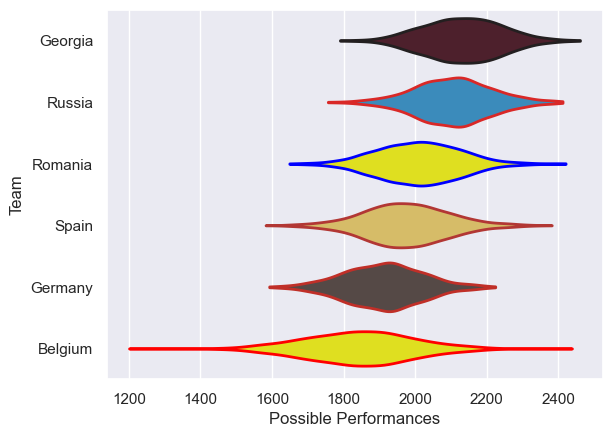 Georgia
Russia
Romania
Spain
Germany
Belgium
Team
1200 1400 1600 1800 2000 2200 2400
Possible Performances